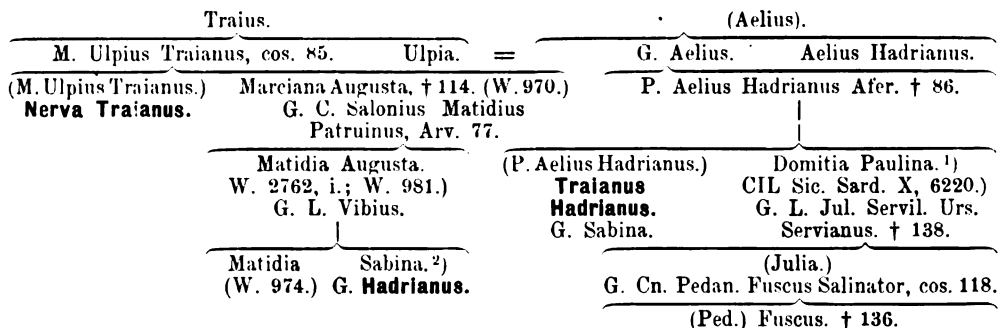 Traius. (Aelius).
M. Ulpius Traianus, cos. 85. Ulpia. = G. Aelius. Aelius Hadrianus.
(M. Ulpius Traianus.) Marciana Augusta, † 114. (W. 970.) P. Aelius Hadrianus Afer. † 86.
Nerva Traianus. G. C. Salonius Matidius
Patruinus, Arv. 77.
Matidia Augusta. (P. Aelius Hadrianus.) Domitia Paulina. ¹)
W. 2762, i.; W. 981.) Traianus CIL Sic. Sard. X, 6220.)
G. L. Vibius. Hadrianus. G. L. Jul. Servil. Urs.
G. Sabina. Servianus. † 138.
Matidia Sabina. ²) (Julia.)
(W. 974.) G. Hadrianus. G. Cn. Pedan. Fuscus Salinator, cos. 118.
(Ped.) Fuscus. † 136.